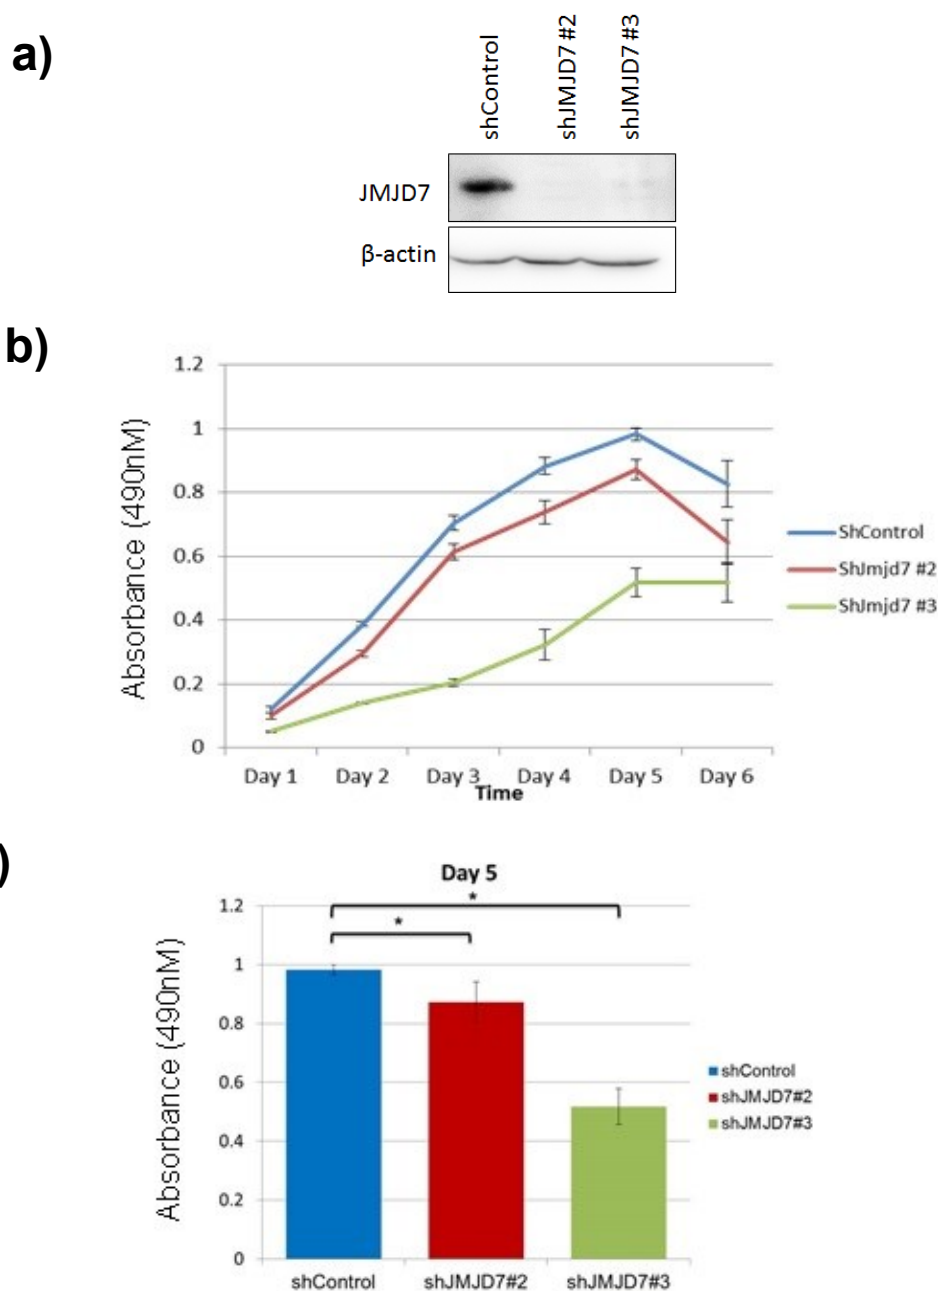 a)
shControl
shJMJD7 #2
shJMJD7 #3
JMJD7
β-actin
b)
1.2
1
0.8
0.6
0.4
0.2
0
Absorbance (490nM)
Day 1 Day 2 Day 3 Day 4 Day 5 Day 6
Time
ShControl
ShJmjd7 #2
ShJmjd7 #3
)
Day 5
*
*
1.2
1
0.8
0.6
0.4
0.2
0
Absorbance (490nM)
shControl shJMJD7#2 shJMJD7#3
shControl
shJMJD7#2
shJMJD7#3